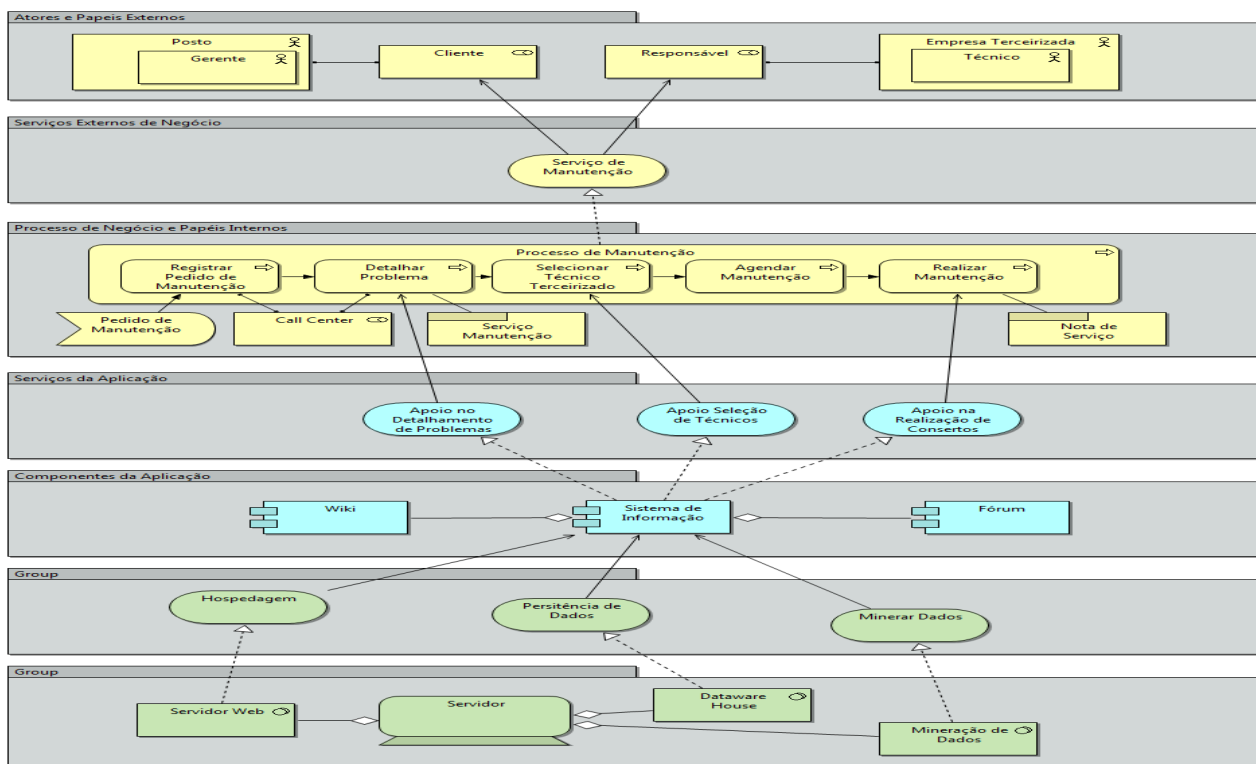 Atores e Papeis Externos
Posto
Gerente
Cliente
Responsável
Empresa Terceirizada
Técnico
Serviços Externos de Negócio
Serviço de
Manutenção
Processo de Negócio e Papéis Internos
Processo de Manutenção
Registrar
Pedido de
Manutenção
Detalhar
Problema
Selecionar
Técnico
Terceirizado
Agendar
Manutenção
Realizar
Manutenção
Pedido de
Manutenção
Call Center
Serviço
Manutenção
Nota de
Serviço
Serviços da Aplicação
Apoio no
Detalhamento
de Problemas
Apoio Seleção
de Técnicos
Apoio na
Realização de
Consertos
Componentes da Aplicação
Wiki
Sistema de
Informação
Fórum
Group
Hospedagem
Persitência de
Dados
Minerar Dados
Group
Servidor Web
Servidor
Dataware
House
Mineração de
Dados